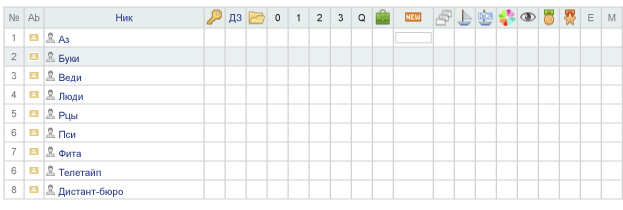 № Ab Ник ДЗ 0 1 2 3 Q NEW E M
1 A Аз
2 A Буки
3 A Веди
4 A Люди
5 A Рцы
6 A Пси
7 A Фита
6 A Телетайп
8 A Дистант-бюро